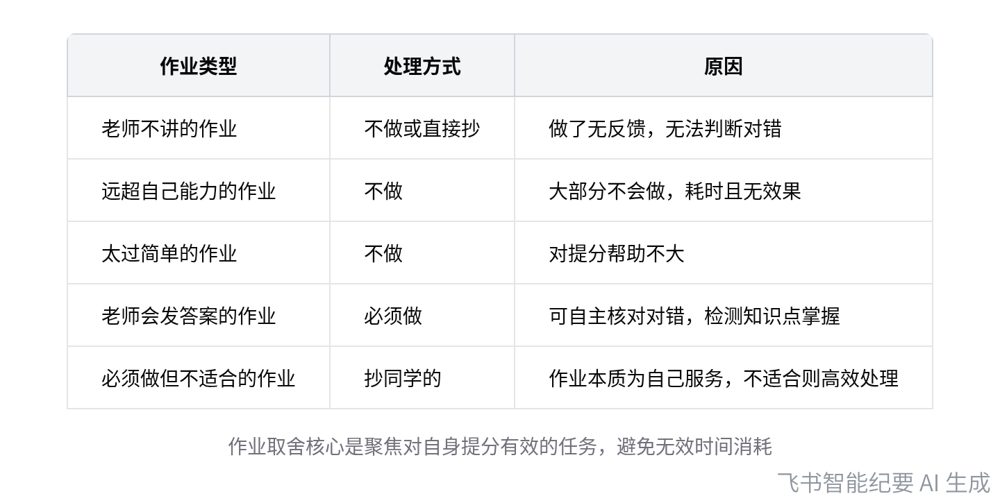 作业类型 处理方式 原因
老师不讲的作业 不做或直接抄 做了无反馈，无法判断对错
远超自己能力的作业 不做 大部分不会做，耗时且无效果
太过简单的作业 不做 对提分帮助不大
老师会发答案的作业 必须做 可自主核对对错，检测知识点掌握
必须做但不适合的作业 抄同学的 作业本质为自己服务，不适合则高效处理
作业取舍核心是聚焦对自身提分有效的任务，避免无效时间消耗
飞书智能纪要 AI 生成